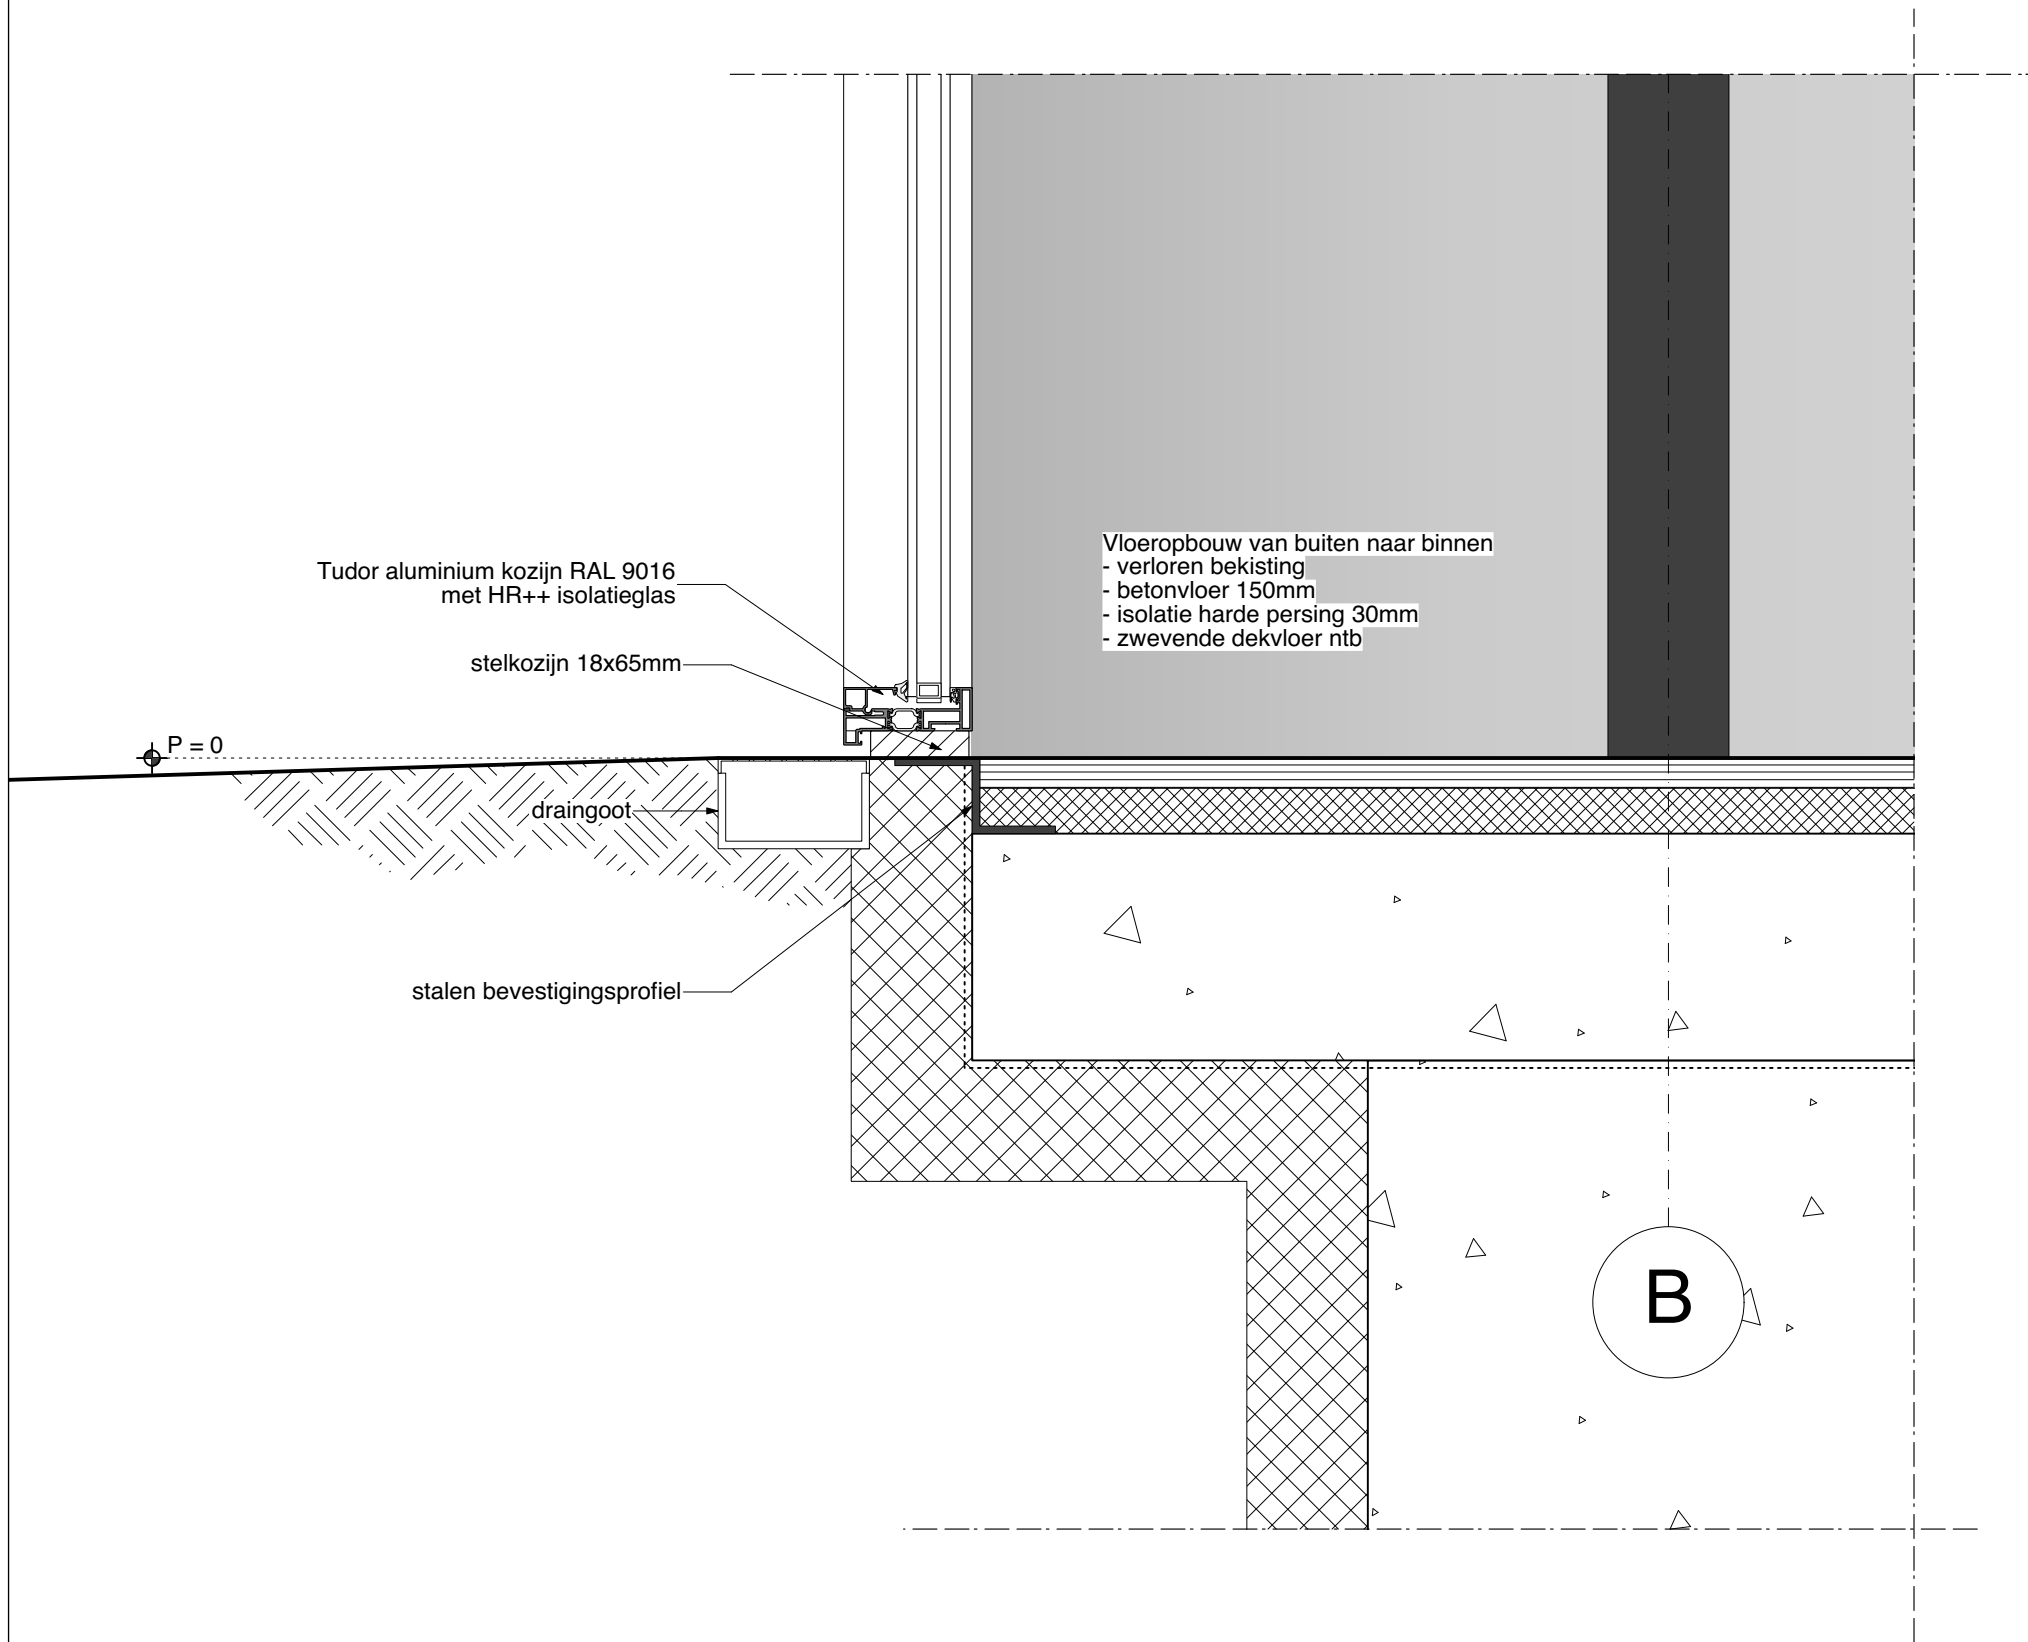 Vloeropbouw van buiten naar binnen
- verloren bekisting
- betonvloer 150mm
- isolatie harde persing 30mm
- zwevende dekvloer ntb
Tudor aluminium kozijn RAL 9016
met HR++ isolatieglas
stelkozijn 18x65mm
P = 0
draingoot
stalen bevestigingsprofiel
B